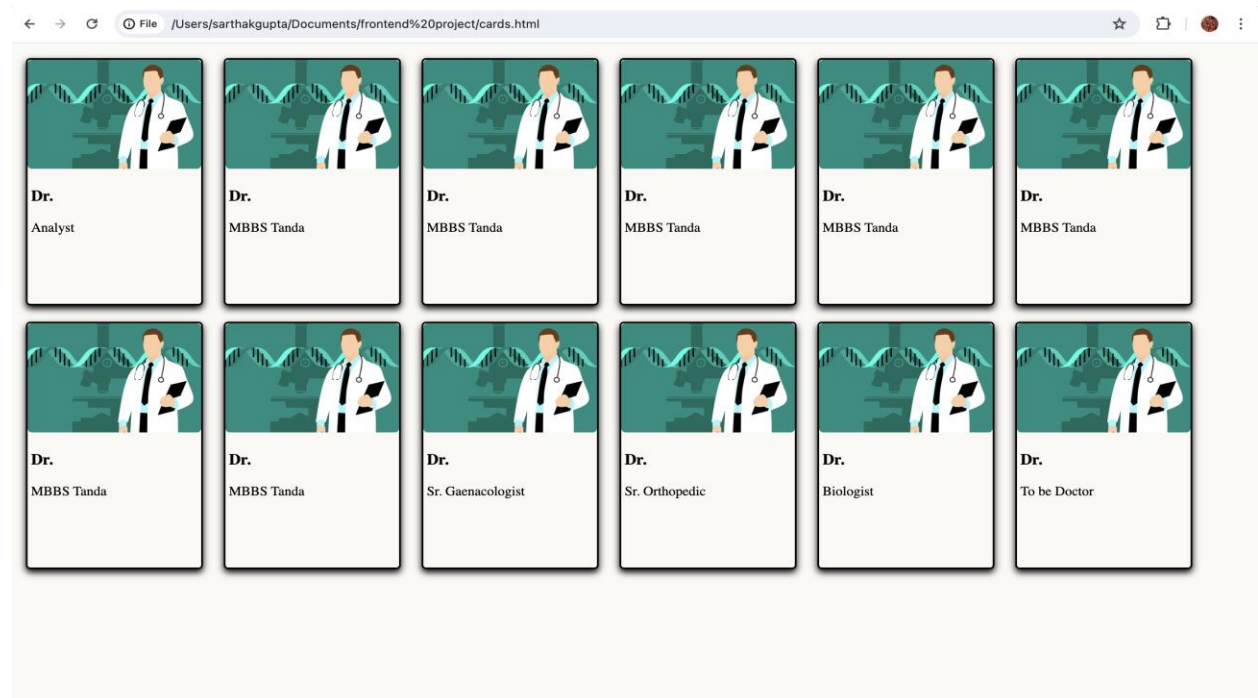 File /Users/sarthakgupta/Documents/frontend%20project/cards.html
Dr. Dr. Dr. Dr. Dr. Dr.
Analyst MBBS Tanda MBBS Tanda MBBS Tanda MBBS Tanda MBBS Tanda
Dr. Dr. Dr. Dr. Dr. Dr.
MBBS Tanda MBBS Tanda Sr. Gaenacologist Sr. Orthopedic Biologist To be Doctor